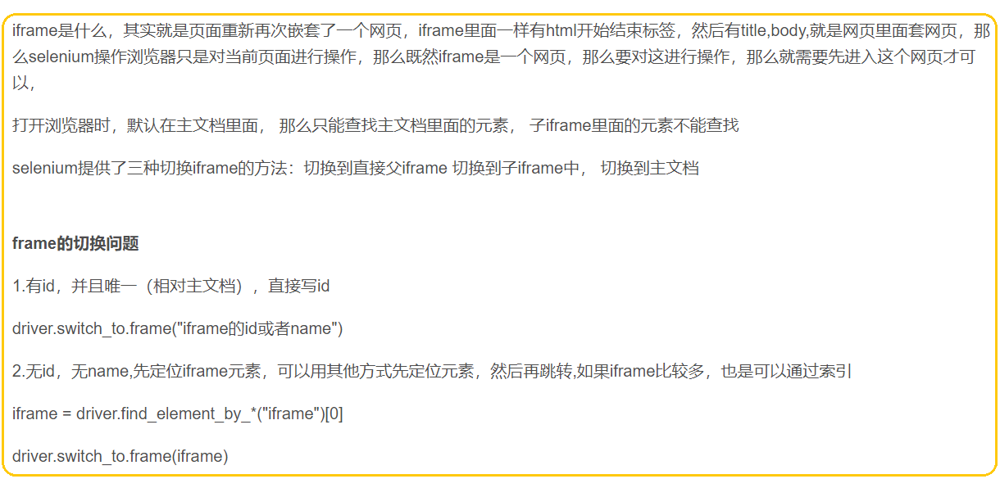 iframe是什么，其实就是页面重新再次嵌套了一个网页，iframe里面一样有html开始结束标签，然后有title,body,就是网页里面套网页，那
么selenium操作浏览器只是对当前页面进行操作，那么既然iframe是一个网页，那么要对这进行操作，那么就需要先进入这个网页才可
以，
打开浏览器时，默认在主文档里面， 那么只能查找主文档里面的元素， 子iframe里面的元素不能查找
selenium提供了三种切换iframe的方法：切换到直接父iframe 切换到子iframe中， 切换到主文档
frame的切换问题
1.有id，并且唯一（相对主文档），直接写id
driver.switch_to.frame("iframe的id或者name")
2.无id，无name,先定位iframe元素，可以用其他方式先定位元素，然后再跳转,如果iframe比较多，也是可以通过索引
iframe = driver.find_element_by_*("iframe")[0]
driver.switch_to.frame(iframe)